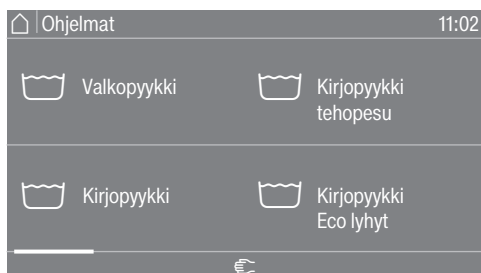 Ohjelmat 11:02
Valkopyykki
Kirjopyykki
tehopesu
Kirjopyykki
Kirjopyykki
Eco lyhyt